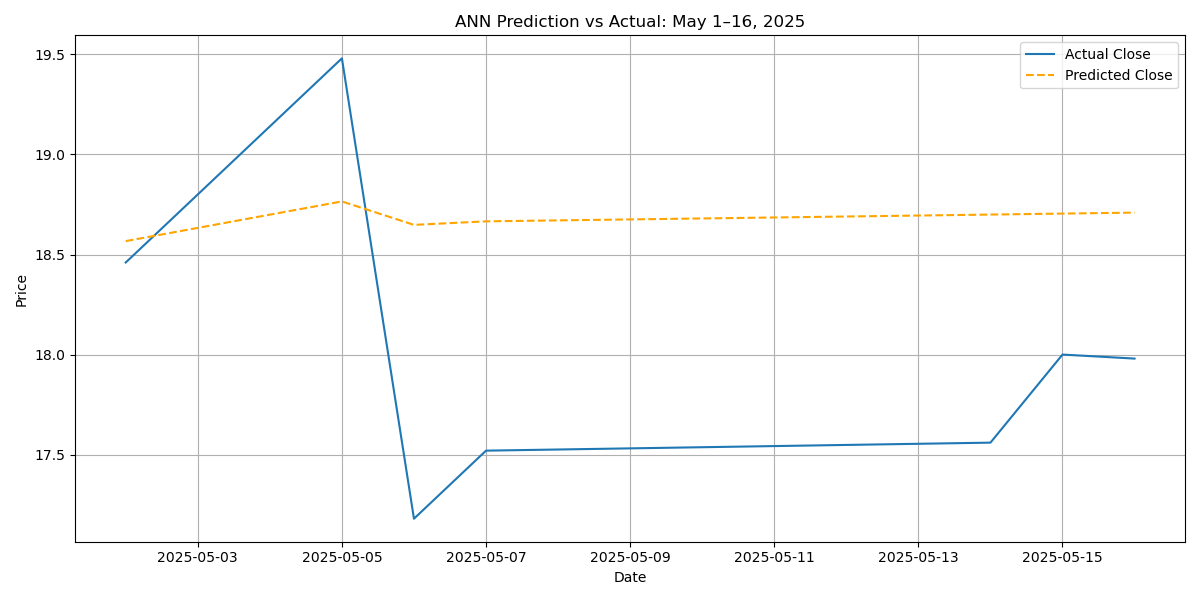 ANN Prediction vs Actual: May 1–16, 2025
Actual Close
Predicted Close
Price
19.5
19.0
18.5
18.0
17.5
2025-05-03
2025-05-05
2025-05-07
2025-05-09
2025-05-11
2025-05-13
2025-05-15
Date